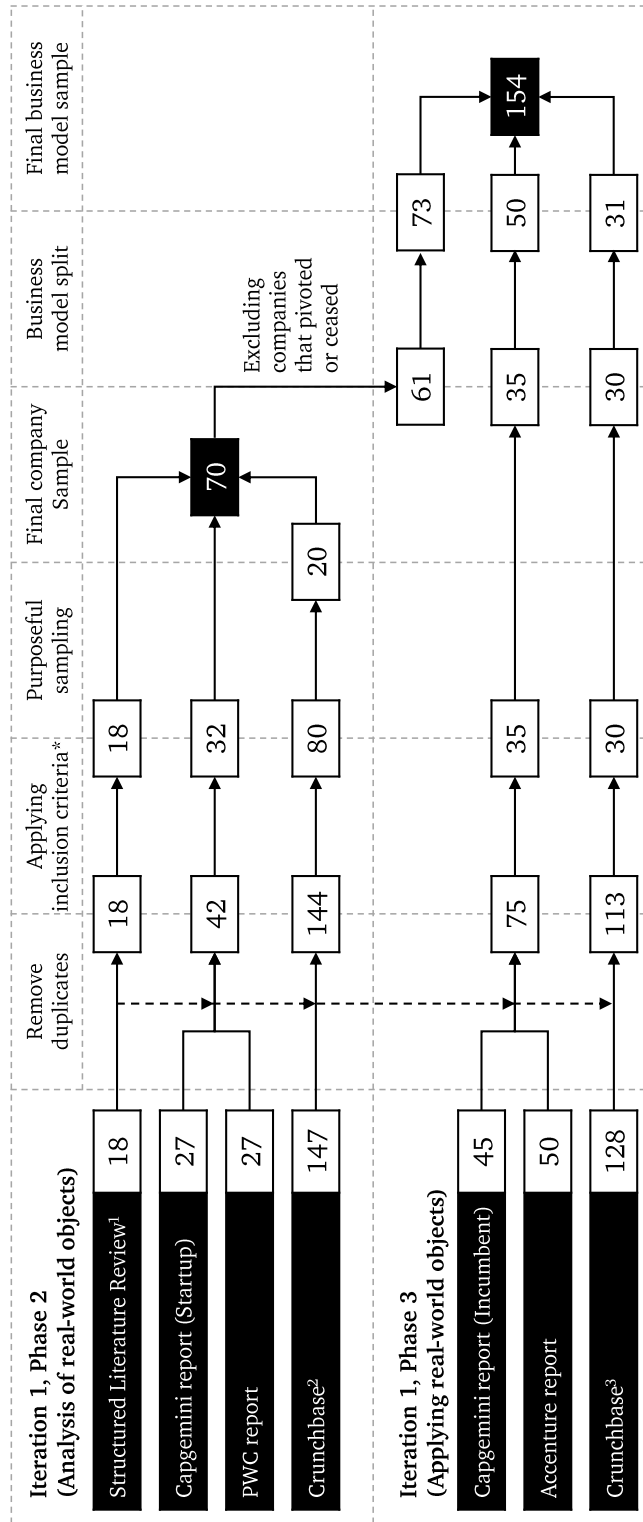 Remove
duplicates
Applying
inclusion criteria*
Purposeful
sampling
Final company
Sample
Business
model split
Final business
model sample
Iteration 1, Phase 2
(Analysis of real-world objects)
Structured Literature Review¹
18
18
18
Capgemini report (Startup)
27
42
32
70
PWC report
27
Crunchbase²
147
144
80
20
Excluding
companies
that pivoted
or ceased
Iteration 1, Phase 3
(Applying real-world objects)
61
73
Capgemini report (Incumbent)
45
75
35
35
50
154
Accenture report
50
Crunchbase³
128
113
30
30
31